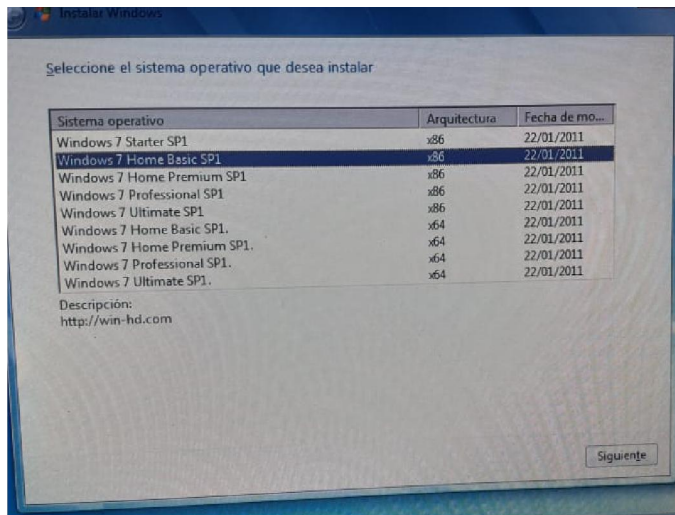 Instalar Windows
Seleccione el sistema operativo que desea instalar
Sistema operativo Arquitectura Fecha de mo...
Windows 7 Starter SP1 x86 22/01/2011
Windows 7 Home Basic SP1 x86 22/01/2011
Windows 7 Home Premium SP1 x86 22/01/2011
Windows 7 Professional SP1 x86 22/01/2011
Windows 7 Ultimate SP1 x86 22/01/2011
Windows 7 Home Basic SP1. x64 22/01/2011
Windows 7 Home Premium SP1. x64 22/01/2011
Windows 7 Professional SP1. x64 22/01/2011
Windows 7 Ultimate SP1. x64 22/01/2011
Descripción:
http://win-hd.com
Siguiente